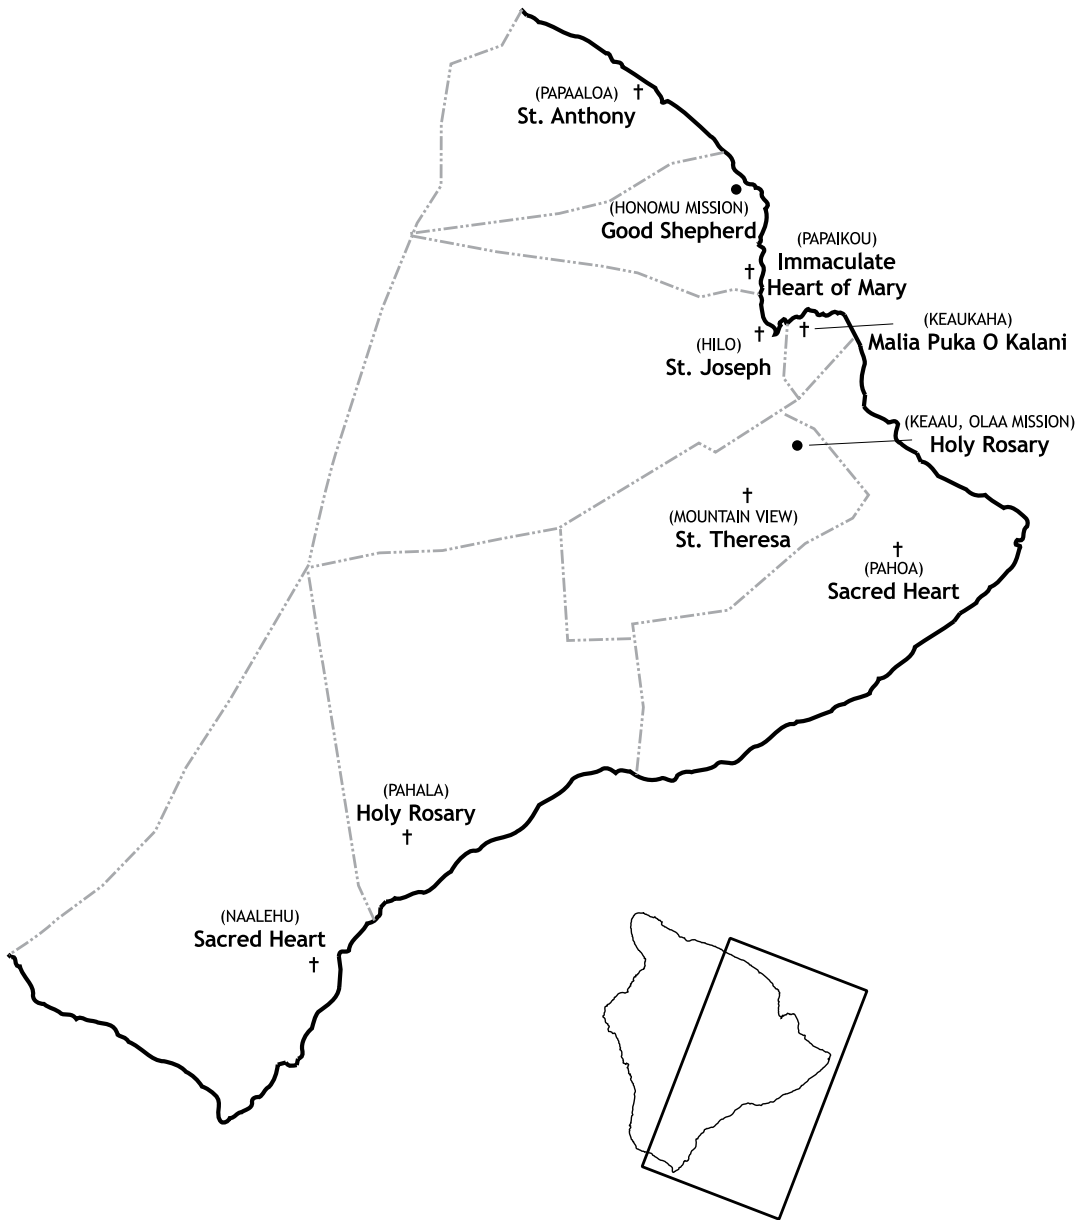 (PAPAALOA)
St. Anthony
(HONOMU MISSION)
Good Shepherd
(PAPAIKOU)
Immaculate
Heart of Mary
(KEAUKAHA)
Malia Puka O Kalani
(HILO)
St. Joseph
(KEAAU, OLAA MISSION)
Holy Rosary
(MOUNTAIN VIEW)
St. Theresa
(PAHOA)
Sacred Heart
(PAHALA)
Holy Rosary
(NAALEHU)
Sacred Heart